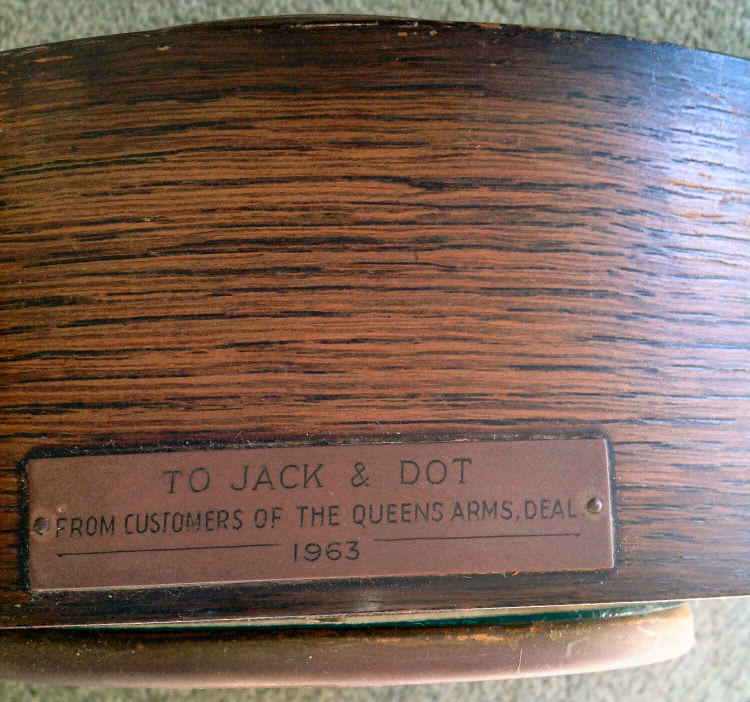 TO JACK & DOT
FROM CUSTOMERS OF THE QUEENS ARMS, DEAL.
1963